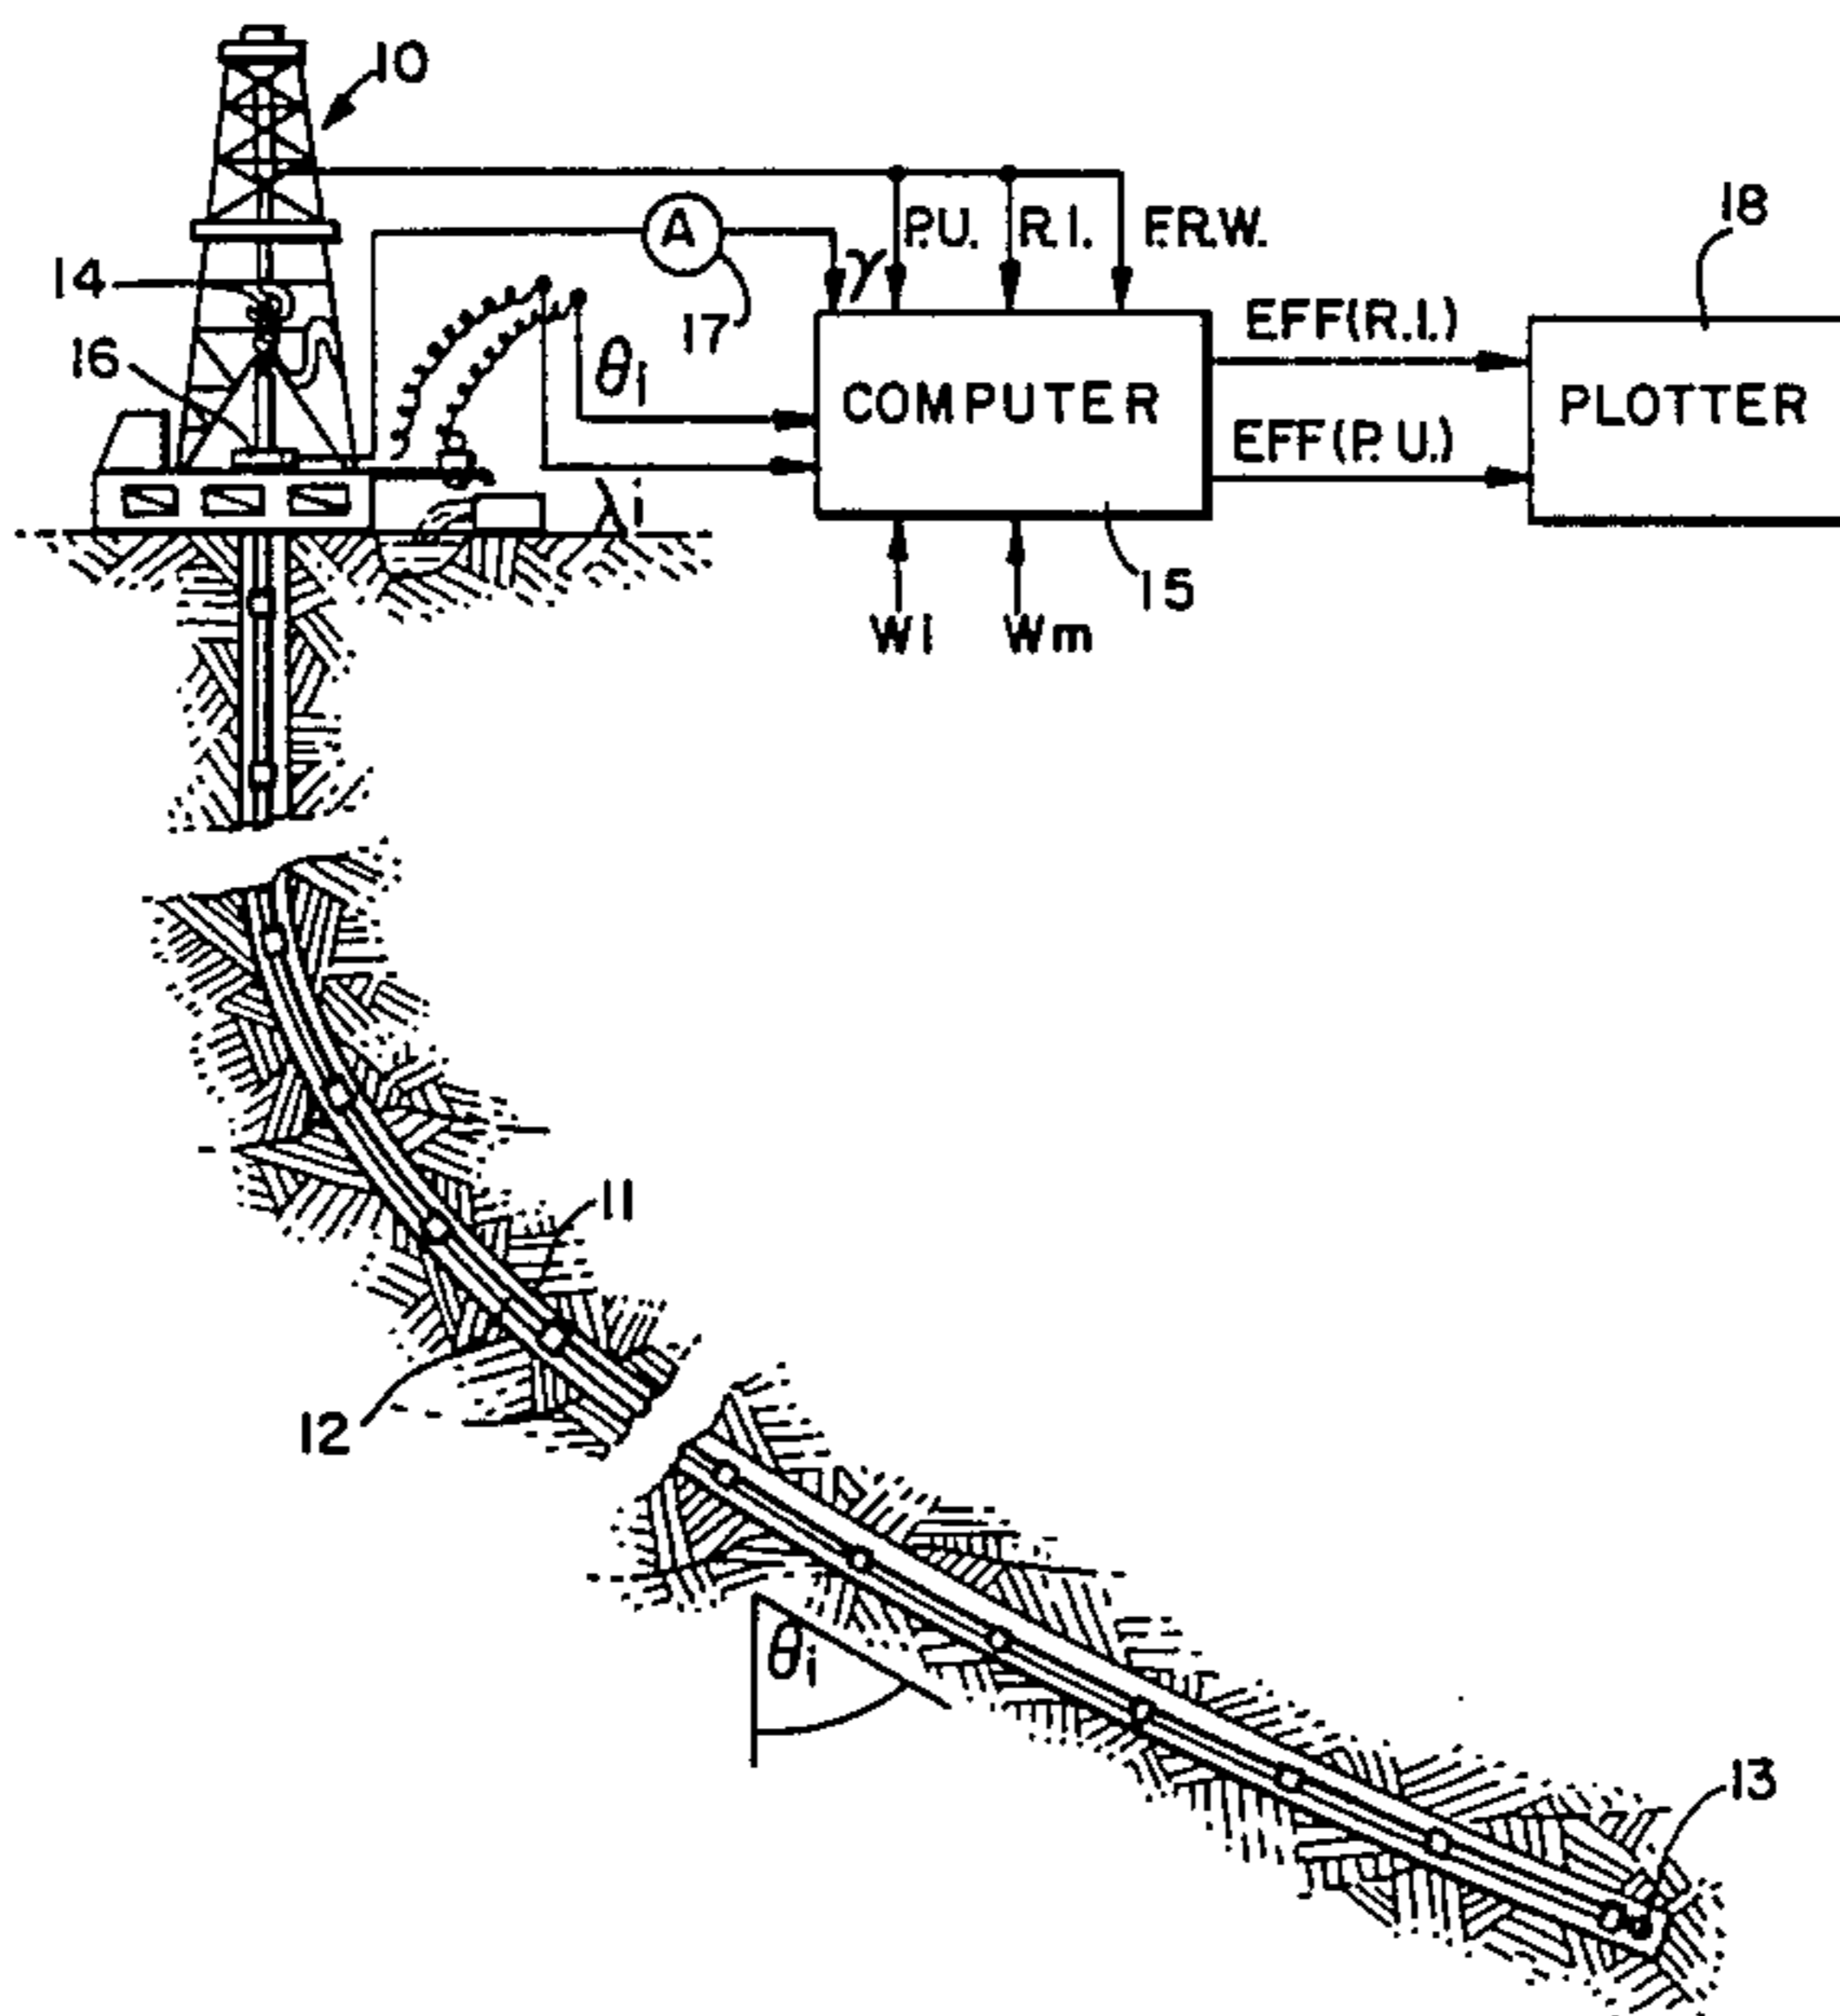 10
18
P.U.
R.I.
F.R.W.
A
γ
14
17
EFF(R.I.)
16
θi
COMPUTER
PLOTTER
EFF(P.U.)
λi
15
Wi
Wm
11
12
θi
13